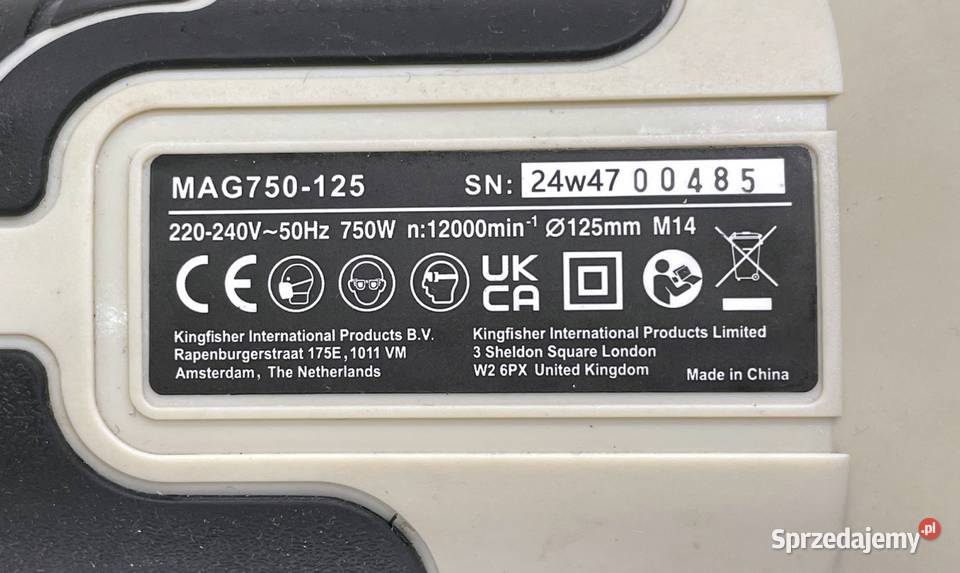 MAG750-125 SN: 24w47 00485
220-240V~50Hz 750W n:12000min-1 Ø125mm M14
CE UK CA
Kingfisher International Products B.V.
Rapenburgerstraat 175E, 1011 VM
Amsterdam, The Netherlands
Kingfisher International Products Limited
3 Sheldon Square London
W2 6PX United Kingdom
Made in China
Sprzedajemy.pl